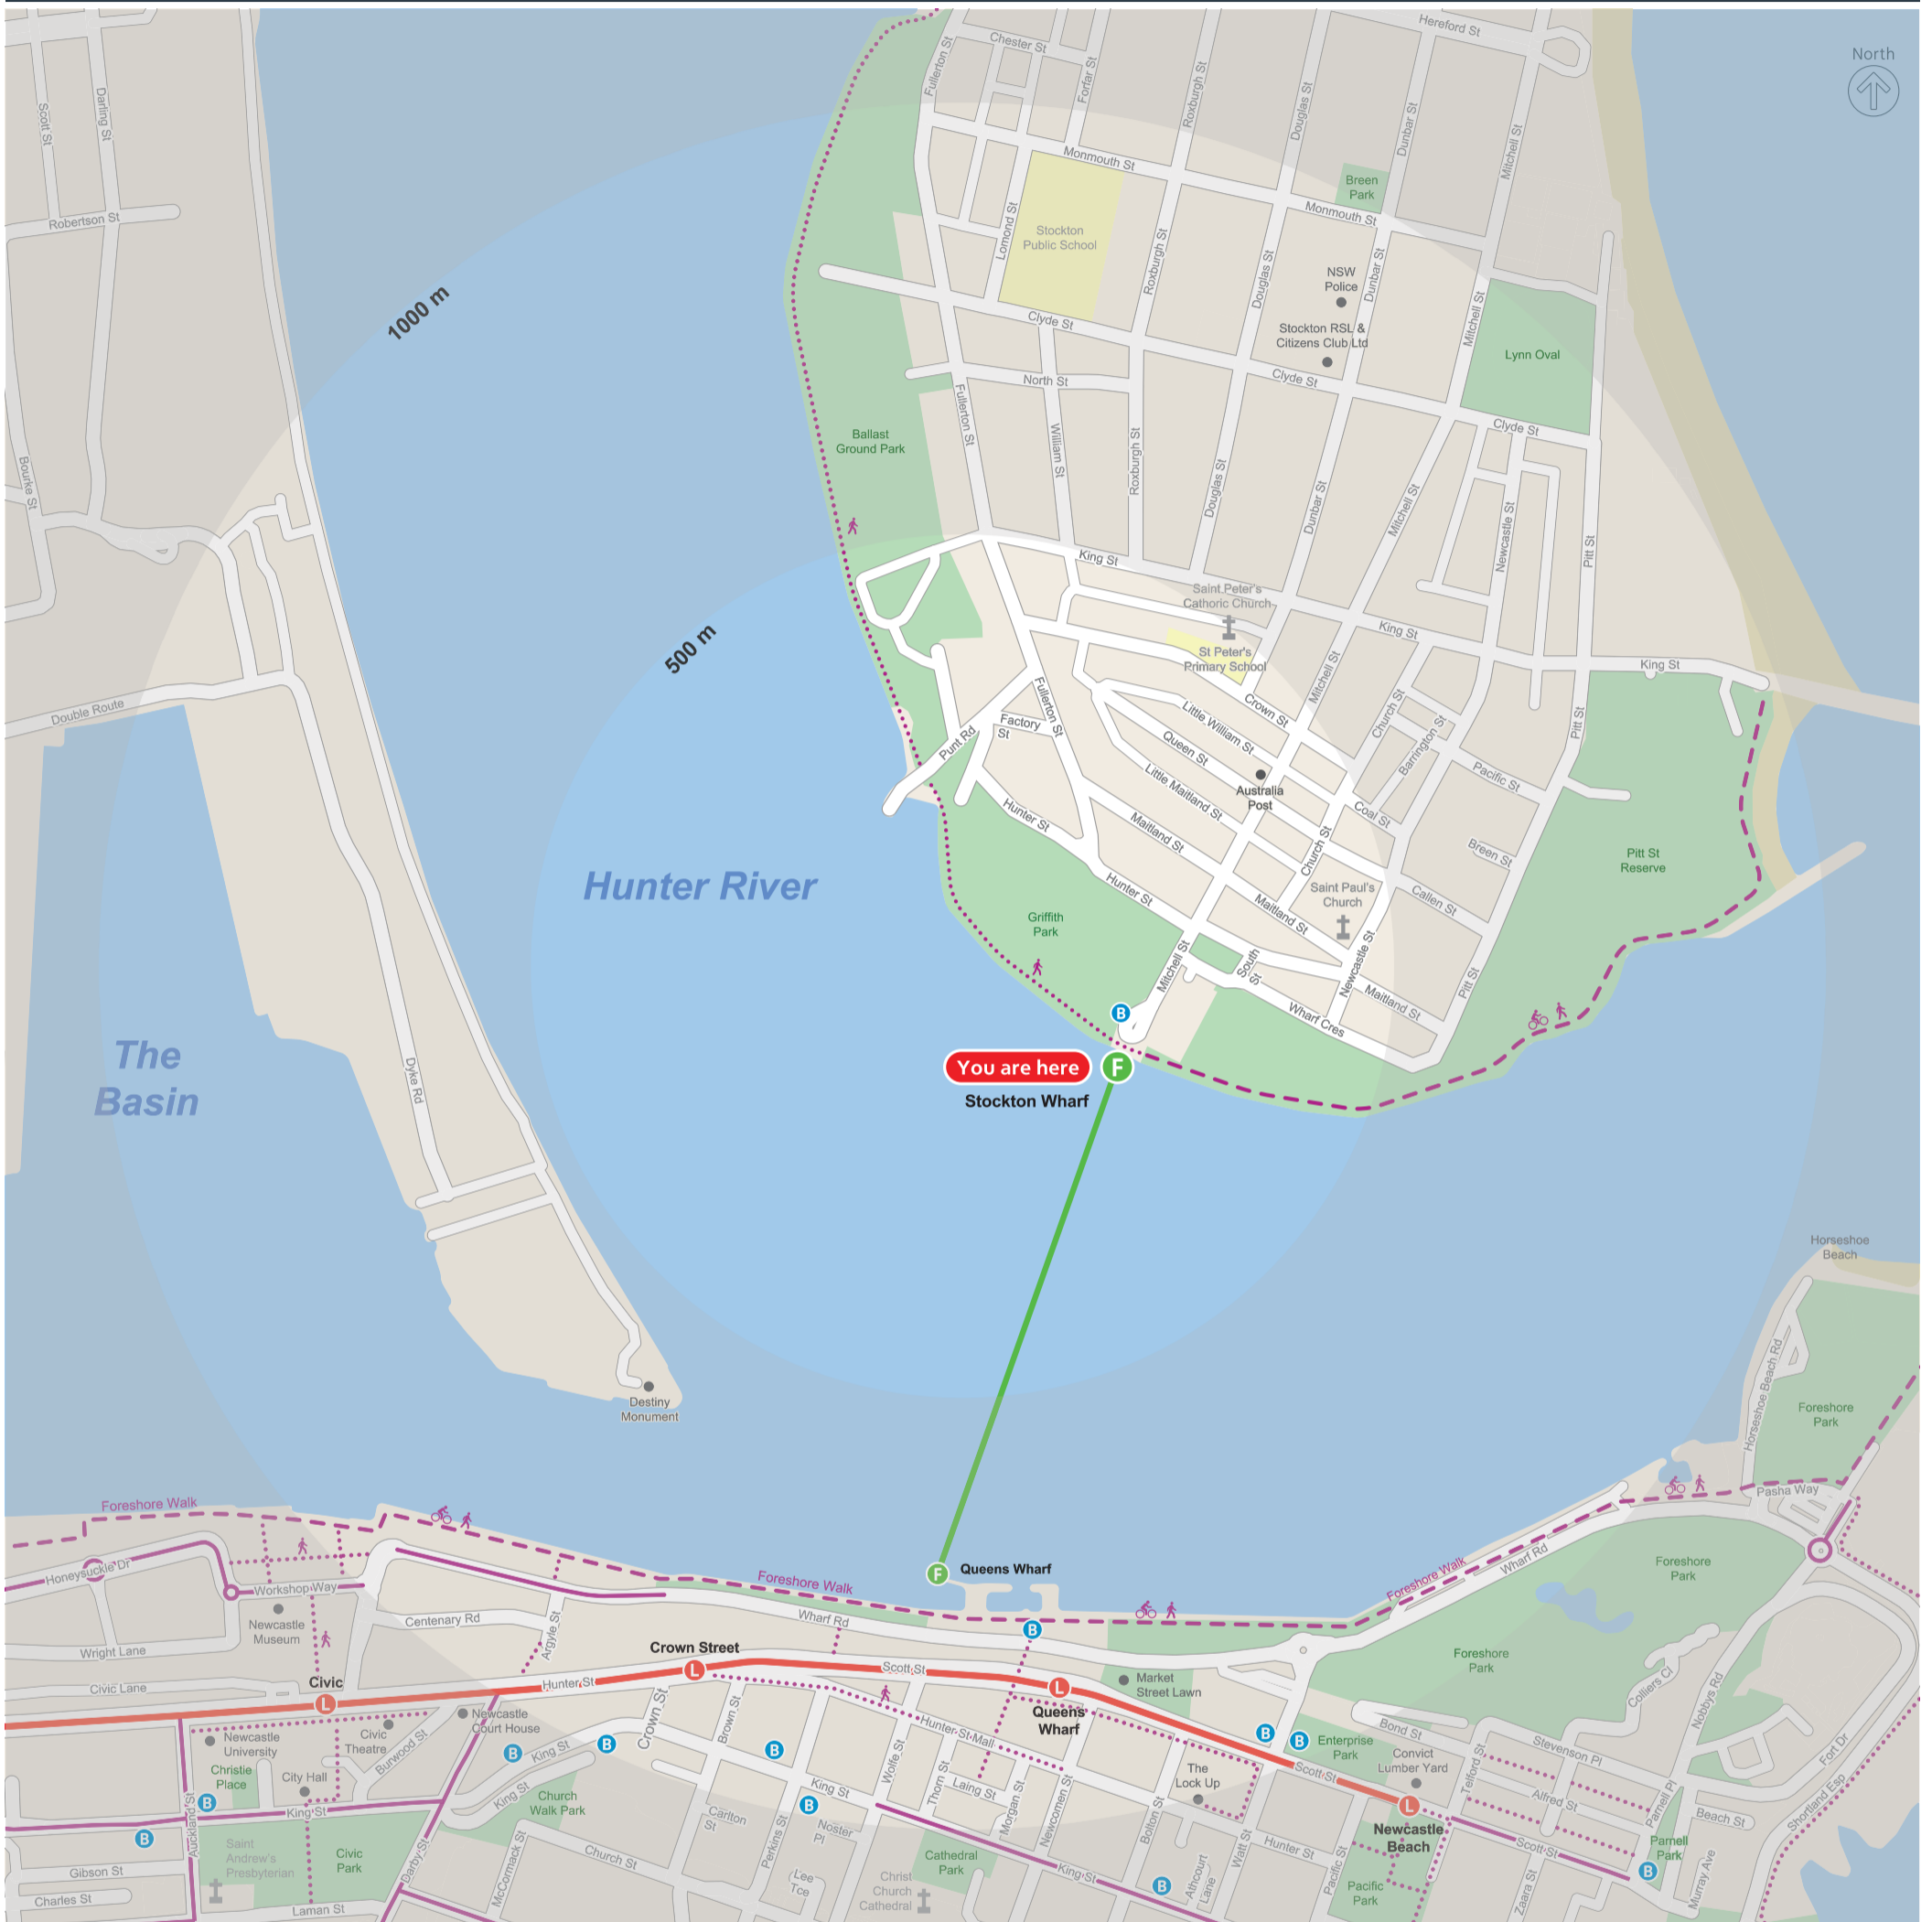 North
Hereford St
Chester St
Fullerton St
Forfar St
Roxburgh St
Douglas St
Dunbar St
Mitchell St
Scott St
Darling St
Monmouth St
Breen
Park
Monmouth St
Robertson St
Stockton
Public School
Lomond St
Roxburgh St
Douglas St
Dunbar St
NSW
Police
Mitchell St
1000 m
Clyde St
Stockton RSL &
Citizens Club Ltd
Lynn Oval
North St
Clyde St
Clyde St
Fullerton St
William St
Roxburgh St
Douglas St
Dunbar St
Mitchell St
Newcastle St
Pitt St
Ballast
Ground Park
Bourke St
King St
Saint Peter's
Cathoric Church
King St
King St
500 m
St Peter's
Primary School
Mitchell St
Double Route
Fullerton St
Factory
St
Punt Rd
Crown St
Little William St
Queen St
Little Maitland St
Church St
Barrington St
Pitt St
Pacific St
Australia
Post
Coal St
Hunter St
Maitland St
Church St
Breen St
Pitt St
Reserve
Hunter River
Hunter St
Saint Paul's
Church
Callen St
Maitland St
Griffith
Park
Mitchell St
South
St
Newcastle St
Maitland St
Pitt St
Wharf Cres
B
The
Basin
Dyke Rd
You are here
F
Stockton Wharf
Horseshoe
Beach
Destiny
Monument
Horseshoe Beach Rd
Foreshore
Park
Foreshore Walk
Pasha Way
Honeysuckle Dr
Workshop Way
F
Queens Wharf
Foreshore Walk
Foreshore Walk
Wharf Rd
Foreshore
Park
Newcastle
Museum
Centenary Rd
Argyle St
Wharf Rd
B
Wright Lane
Crown Street
L
Scott St
Foreshore
Park
Civic Lane
Civic
L
Hunter St
L
Queens
Wharf
Market
Street Lawn
Colliers Cl
Nobbys Rd
Newcastle
University
Civic
Theatre
Newcastle
Court House
Burwood St
Crown St
Brown St
Hunter St Mall
Wolfe St
B
B
Enterprise
Park
Bond St
Stevenson Pl
Fort Dr
B
King St
B
B
Christie
Place
City Hall
King St
King St
Thorn St
Laing St
Morgan St
The
Lock Up
Scott St
Convict
Lumber Yard
Telford St
Alfred St
Parnell Pl
Beach St
Shortland Esp
B
King St
B
Auckland St
Church
Walk Park
Carlton
St
B
Noster
Pl
Perkins St
Newcomen St
Bolton St
L
Newcastle
Beach
Scott St
Parnell
Park
B
Saint
Andrew's
Presbyterian
Civic
Park
Darby St
McCormack St
Church St
Cathedral
Park
King St
Watt St
Hunter St
Pacific St
Gibson St
Charles St
Laman St
Lee
Tce
Christ
Church
Cathedral
B
Athcourt
Lane
Pacific
Park
Zaara St
Murray Ave